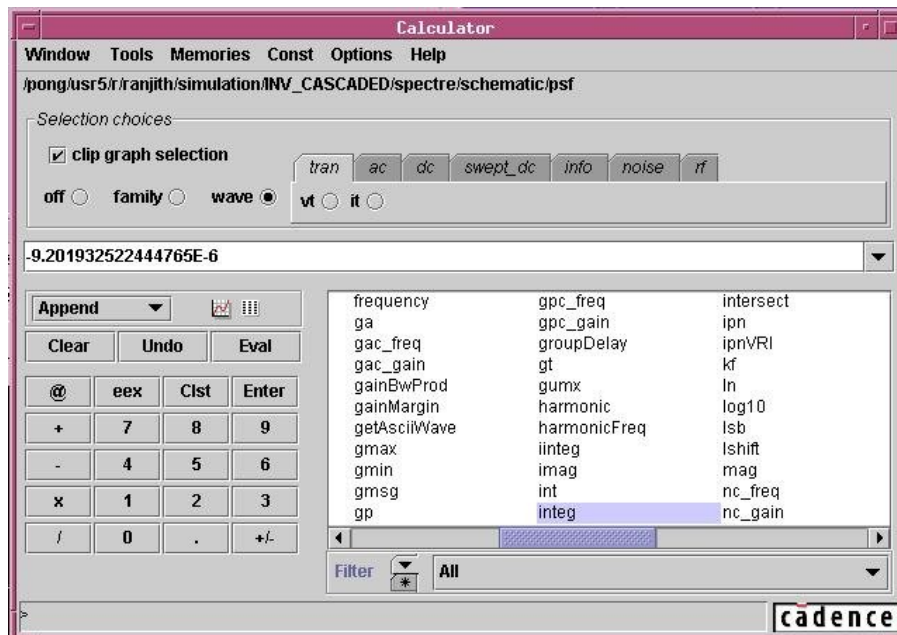 Calculator
Window Tools Memories Const Options Help
/pong/usr5/r/ranjith/simulation/INV_CASCADED/spectre/schematic/psf
Selection choices
clip graph selection
tran ac dc swept_dc info noise rf
off family wave vt it
-9.201932522444765E-6
Append
Clear Undo Eval
@ eex Clst Enter
+ 7 8 9
- 4 5 6
x 1 2 3
/ 0 . +/-
frequency gpc_freq intersect
ga gpc_gain ipn
gac_freq groupDelay ipnVRI
gac_gain gt kf
gainBwProd gumx ln
gainMargin harmonic log10
getAsciiWave harmonicFreq lsb
gmax iinteg lshift
gmin imag mag
gmsg int nc_freq
gp integ nc_gain
Filter * All
>
cādence